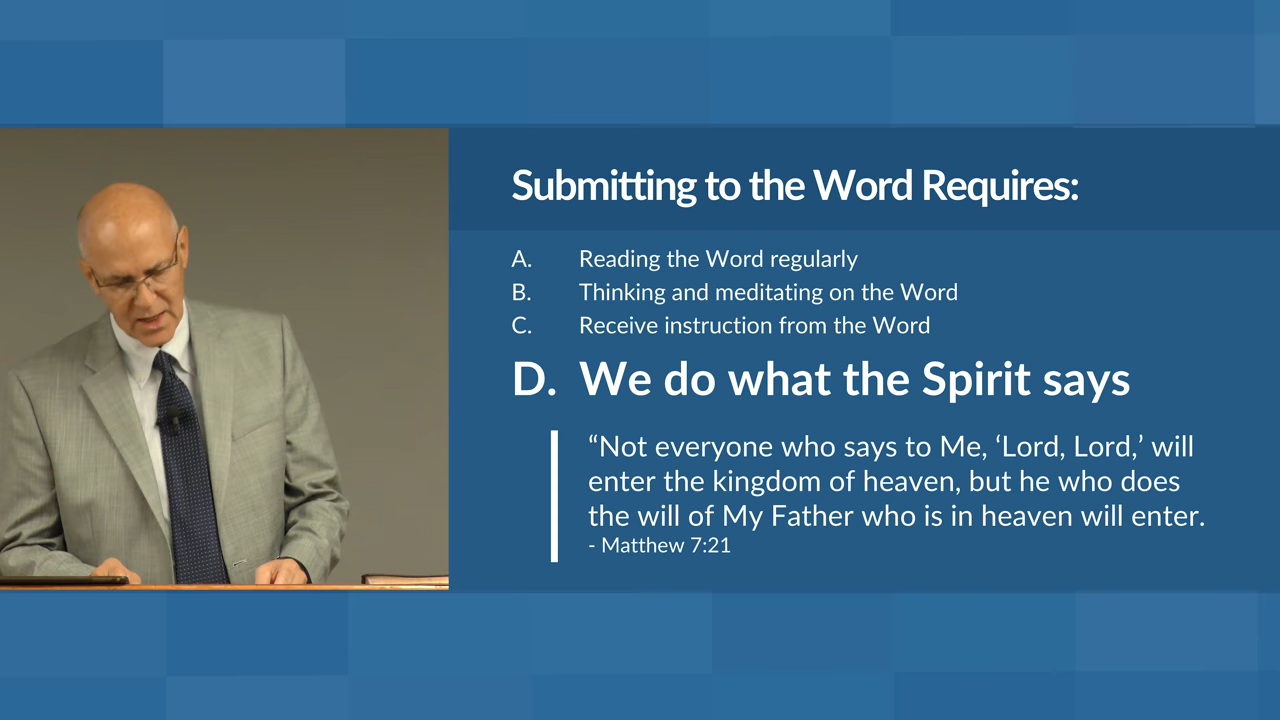 Submitting to the Word Requires:
A. Reading the Word regularly
B. Thinking and meditating on the Word
C. Receive instruction from the Word
D. We do what the Spirit says
“Not everyone who says to Me, ‘Lord, Lord,’ will
enter the kingdom of heaven, but he who does
the will of My Father who is in heaven will enter.
- Matthew 7:21